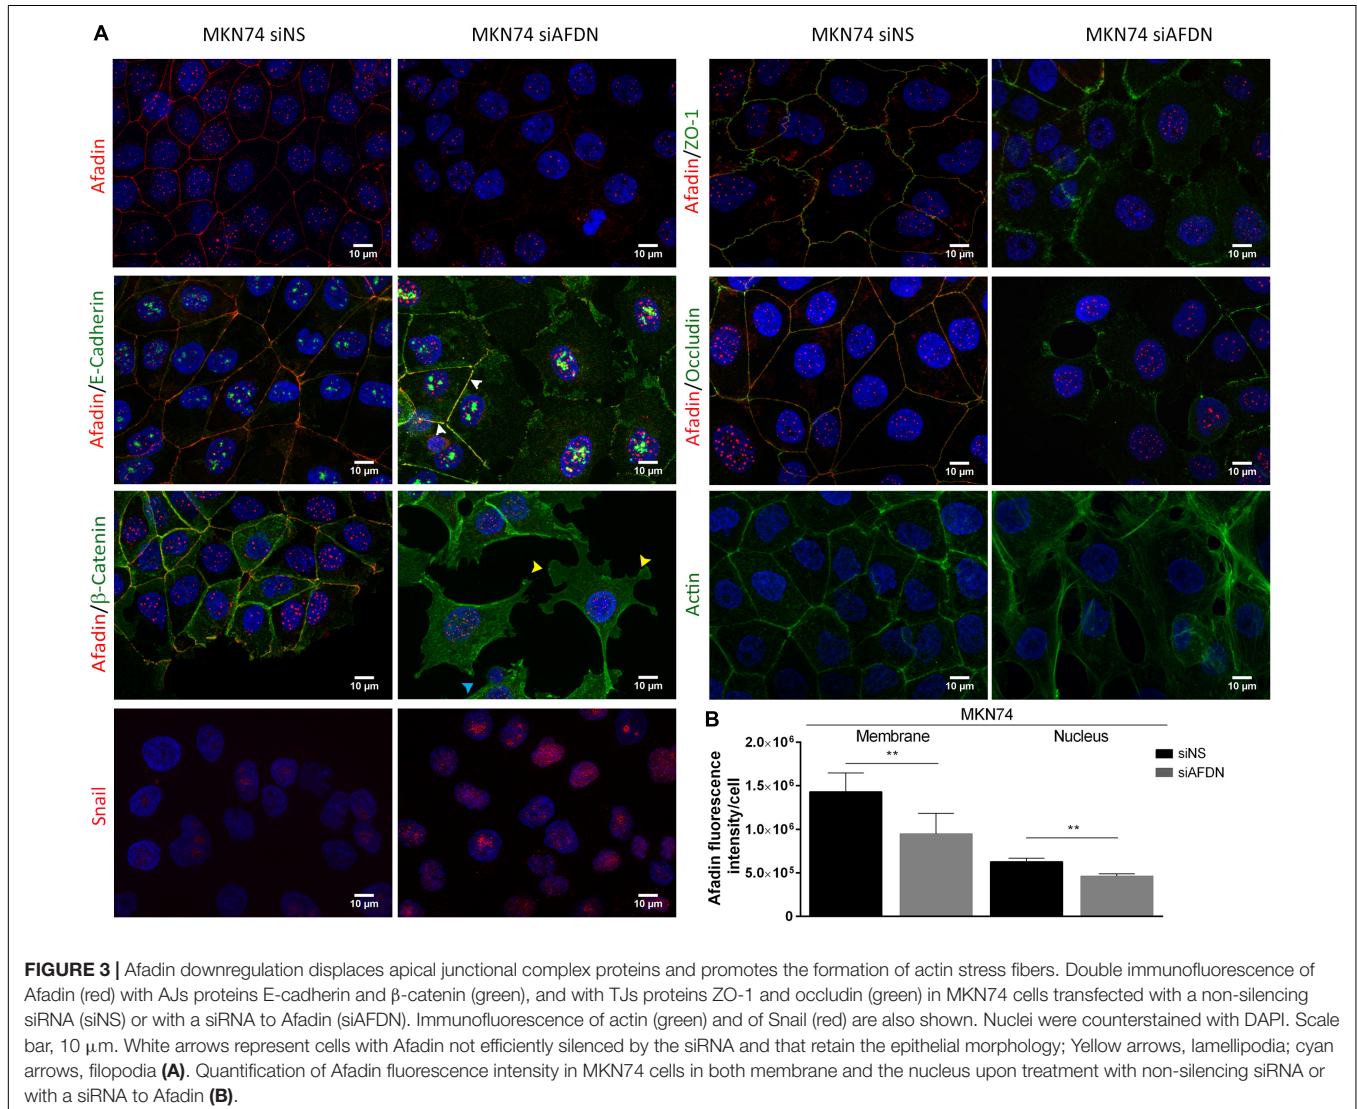 A
MKN74 siNS
MKN74 siAFDN
MKN74 siNS
MKN74 siAFDN
Afadin
10 µm
10 µm
Afadin/ZO-1
10 µm
10 µm
Afadin/E-Cadherin
10 µm
10 µm
Afadin/Occludin
10 µm
10 µm
Afadin/β-Catenin
10 µm
10 µm
Actin
10 µm
10 µm
Snail
10 µm
10 µm
B
MKN74
Membrane
Nucleus
**
**
siNS
siAFDN
Afadin fluorescence
intensity/cell
2.0×10⁶
1.5×10⁶
1.0×10⁶
5.0×10⁵
0
FIGURE 3 | Afadin downregulation displaces apical junctional complex proteins and promotes the formation of actin stress fibers. Double immunofluorescence of
Afadin (red) with AJs proteins E-cadherin and β-catenin (green), and with TJs proteins ZO-1 and occludin (green) in MKN74 cells transfected with a non-silencing
siRNA (siNS) or with a siRNA to Afadin (siAFDN). Immunofluorescence of actin (green) and of Snail (red) are also shown. Nuclei were counterstained with DAPI. Scale
bar, 10 µm. White arrows represent cells with Afadin not efficiently silenced by the siRNA and that retain the epithelial morphology; Yellow arrows, lamellipodia; cyan
arrows, filopodia (A). Quantification of Afadin fluorescence intensity in MKN74 cells in both membrane and the nucleus upon treatment with non-silencing siRNA or
with a siRNA to Afadin (B).